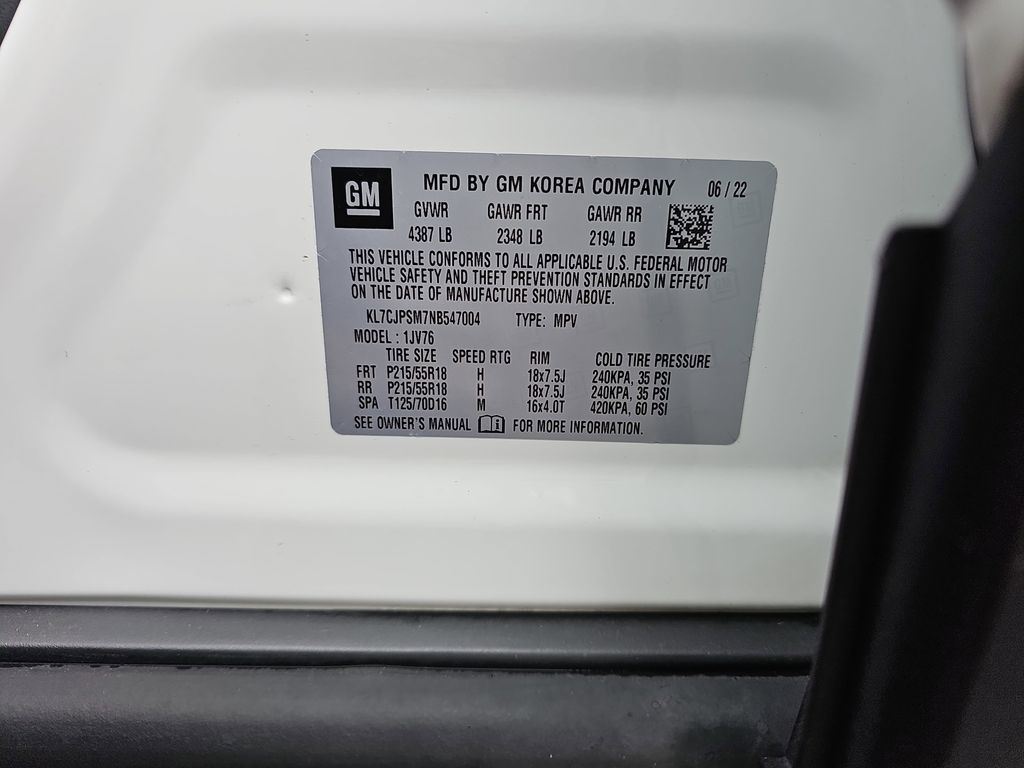 GM MFD BY GM KOREA COMPANY 06 / 22
GVWR GAWR FRT GAWR RR
4387 LB 2348 LB 2194 LB
THIS VEHICLE CONFORMS TO ALL APPLICABLE U.S. FEDERAL MOTOR
VEHICLE SAFETY AND THEFT PREVENTION STANDARDS IN EFFECT
ON THE DATE OF MANUFACTURE SHOWN ABOVE.
KL7CJPSM7NB547004 TYPE: MPV
MODEL : 1JV76
TIRE SIZE SPEED RTG RIM COLD TIRE PRESSURE
FRT P215/55R18 H 18x7.5J 240KPA, 35 PSI
RR P215/55R18 H 18x7.5J 240KPA, 35 PSI
SPA T125/70D16 M 16x4.0T 420KPA, 60 PSI
SEE OWNER'S MANUAL FOR MORE INFORMATION.